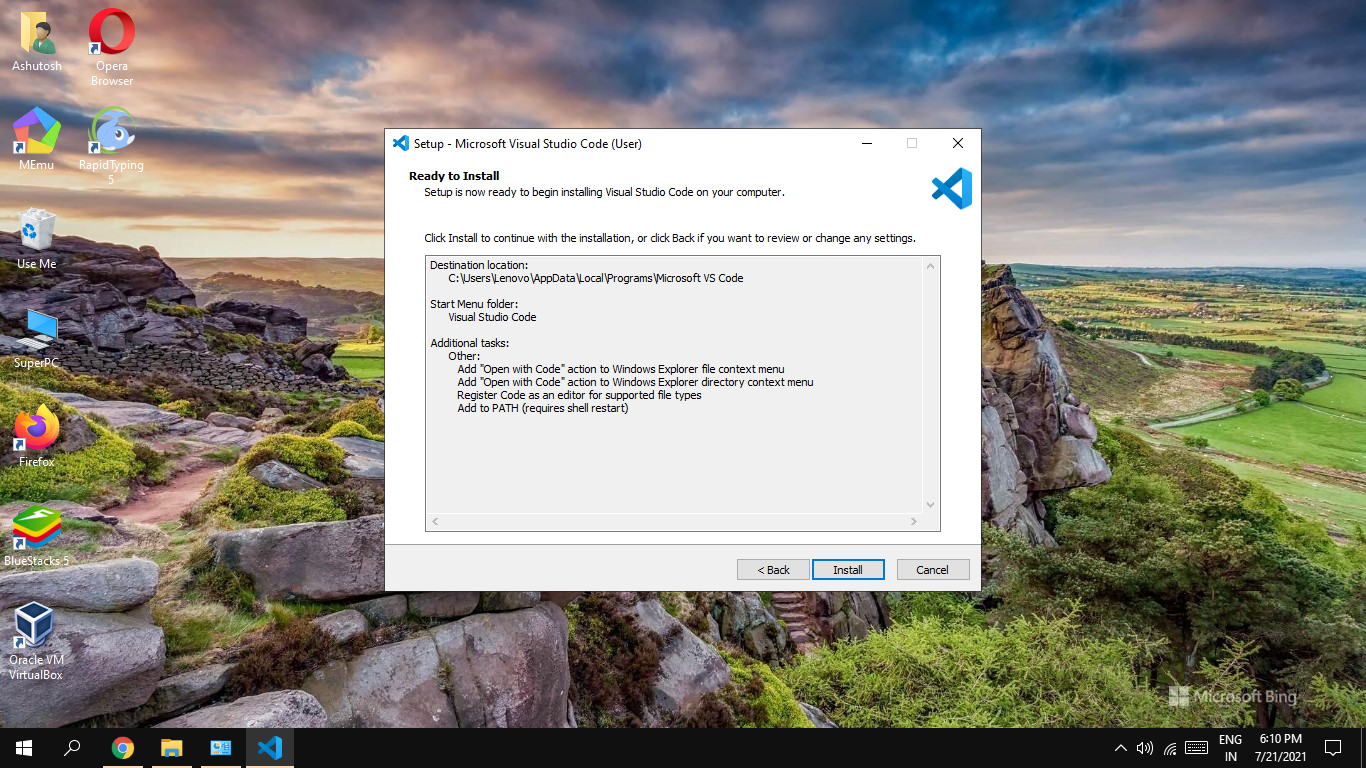 Ashutosh
Opera
Browser
MEmu
RapidTyping
5
Use Me
SuperPC
Firefox
BlueStacks 5
Oracle VM
VirtualBox
Setup - Microsoft Visual Studio Code (User)
Ready to Install
Setup is now ready to begin installing Visual Studio Code on your computer.
Click Install to continue with the installation, or click Back if you want to review or change any settings.
Destination location:
C:\Users\Lenovo\AppData\Local\Programs\Microsoft VS Code
Start Menu folder:
Visual Studio Code
Additional tasks:
Other:
Add "Open with Code" action to Windows Explorer file context menu
Add "Open with Code" action to Windows Explorer directory context menu
Register Code as an editor for supported file types
Add to PATH (requires shell restart)
< Back
Install
Cancel
Microsoft Bing
ENG
IN
6:10 PM
7/21/2021